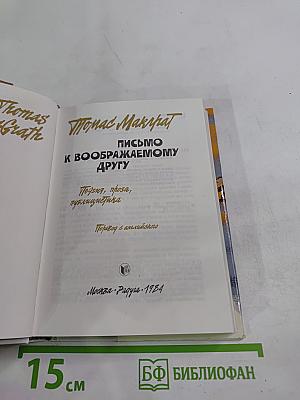 Thomas
McGrath
Томас Макграт
ПИСЬМО
К ВООБРАЖАЕМОМУ
ДРУГУ
Поэзия, проза,
публицистика
Перевод с английского
Москва · Радуга · 1984
15 см
БФ БИБЛИОФАН